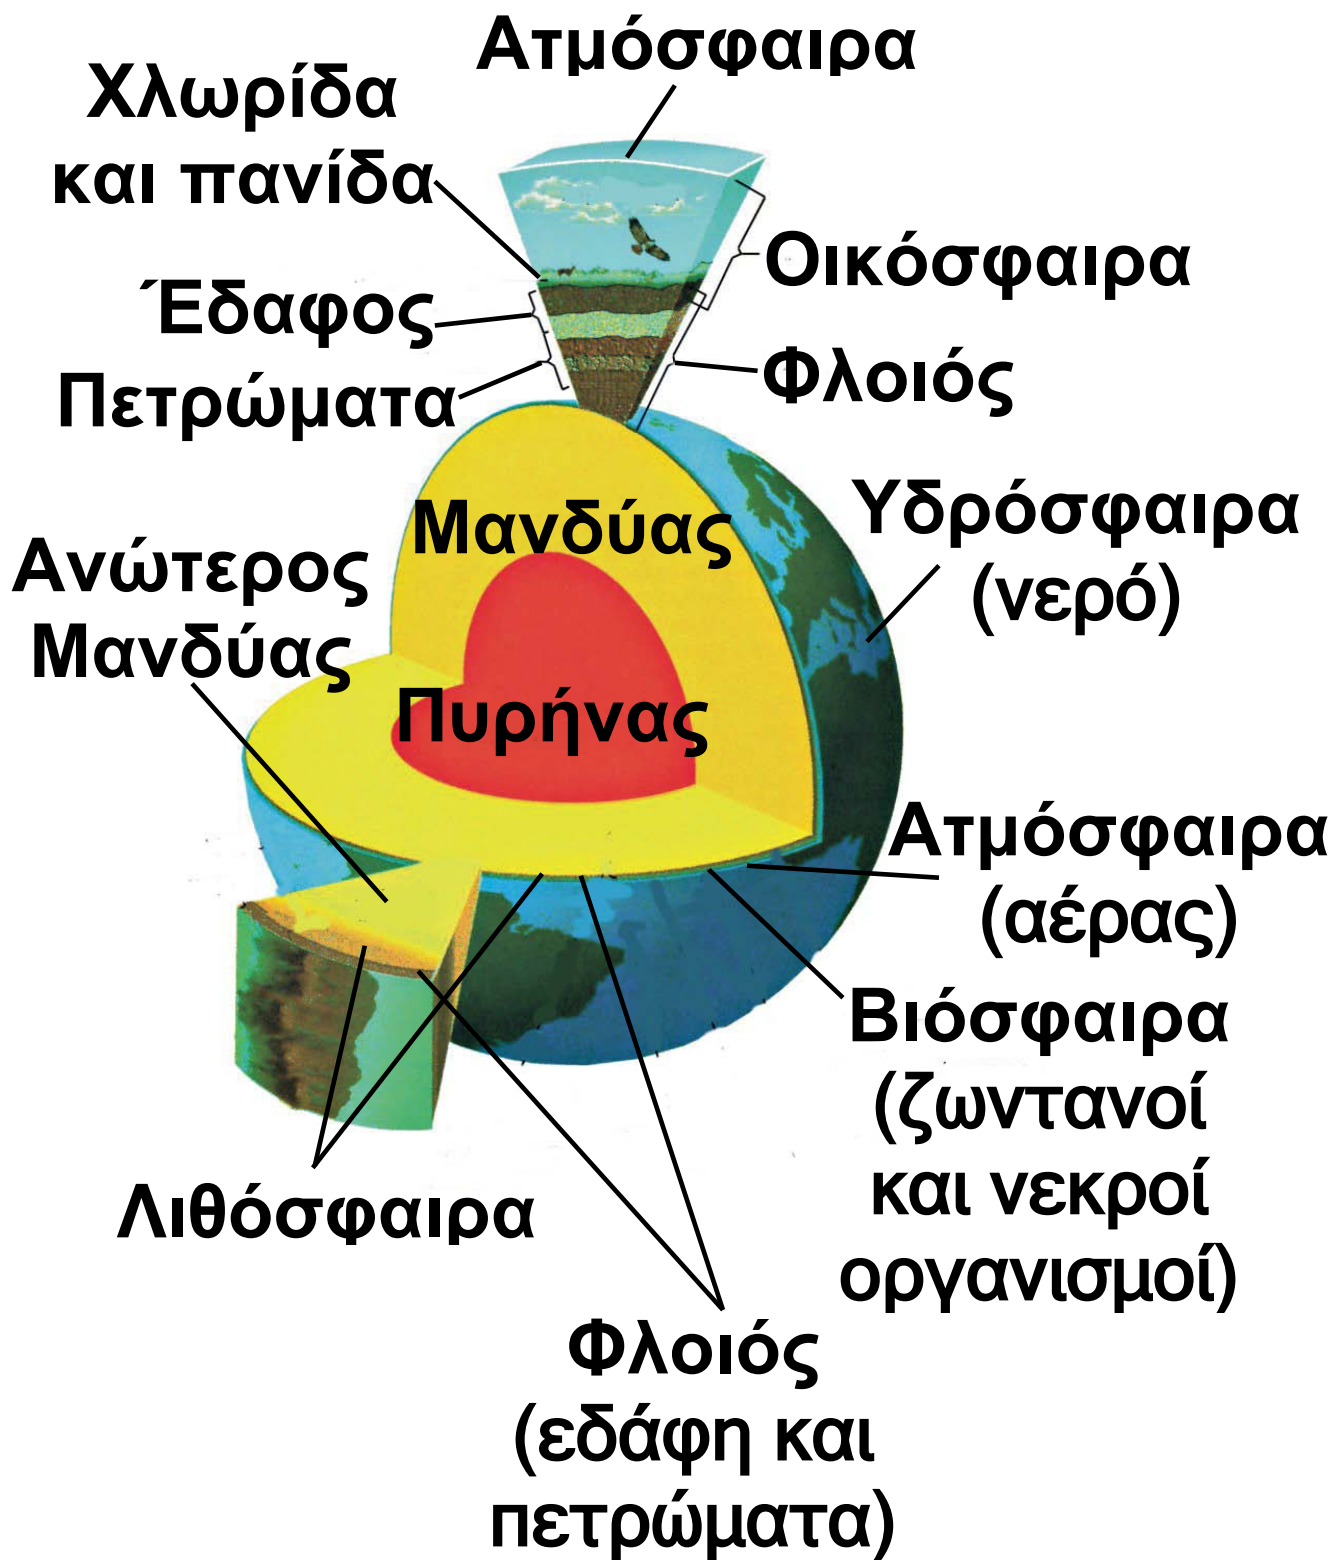 Ατμόσφαιρα
Χλωρίδα
και πανίδα
Οικόσφαιρα
Έδαφος
Πετρώματα
Φλοιός
Υδρόσφαιρα
(νερό)
Μανδύας
Ανώτερος
Μανδύας
Πυρήνας
Ατμόσφαιρα
(αέρας)
Βιόσφαιρα
(ζωντανοί
και νεκροί
οργανισμοί)
Λιθόσφαιρα
Φλοιός
(εδάφη και
πετρώματα)